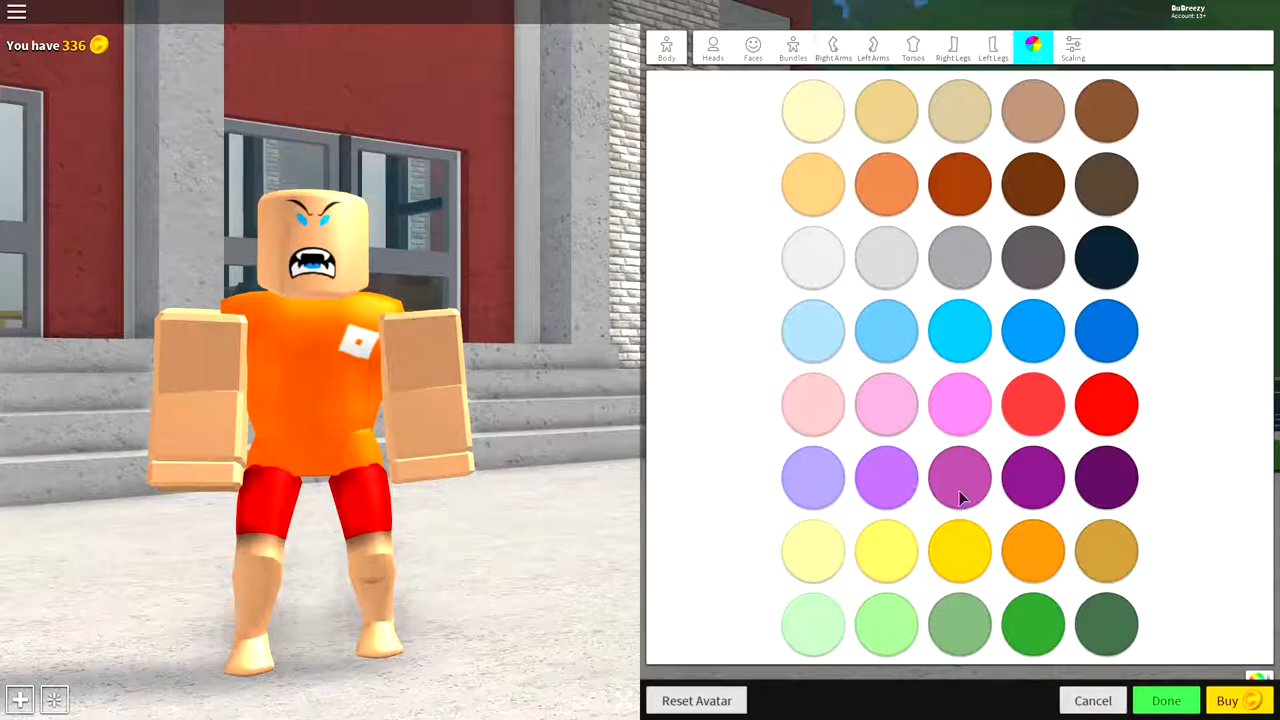 BuBreezy
Account: 13+
You have 336
Body
Heads
Faces
Bundles
Right Arms
Left Arms
Torsos
Right Legs
Left Legs
Scaling
Reset Avatar
Cancel
Done
Buy